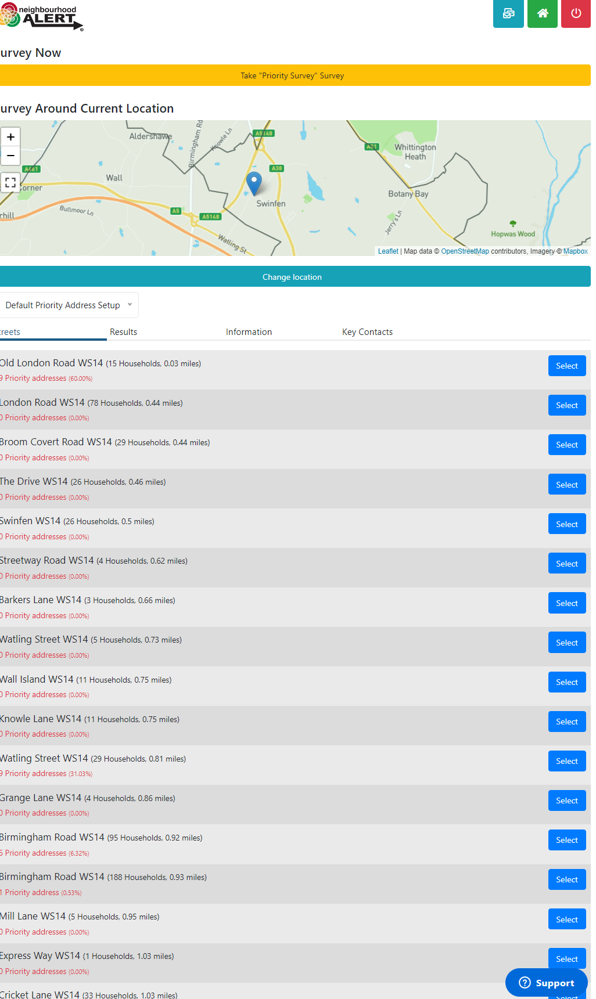 neighbourhood
ALERT
urvey Now
Take "Priority Survey" Survey
urvey Around Current Location
+
−
Aldershawe
Birmingham Rd
Knowle Ln
A5148
A51
Whittington
Heath
A461
A38
Wall
orner
Botany Bay
Swinfen
Bullmoor Ln
A5
A5148
rhill
Jerry's Ln
Watling St
Hopwas Wood
Leaflet | Map data © OpenStreetMap contributors, Imagery © Mapbox
Change location
Default Priority Address Setup
reets Results Information Key Contacts
Old London Road WS14 (15 Households, 0.03 miles) Select
9 Priority addresses (60.00%)
London Road WS14 (78 Households, 0.44 miles) Select
0 Priority addresses (0.00%)
Broom Covert Road WS14 (29 Households, 0.44 miles) Select
0 Priority addresses (0.00%)
The Drive WS14 (26 Households, 0.46 miles) Select
0 Priority addresses (0.00%)
Swinfen WS14 (26 Households, 0.5 miles) Select
0 Priority addresses (0.00%)
Streetway Road WS14 (4 Households, 0.62 miles) Select
0 Priority addresses (0.00%)
Barkers Lane WS14 (3 Households, 0.66 miles) Select
0 Priority addresses (0.00%)
Watling Street WS14 (5 Households, 0.73 miles) Select
0 Priority addresses (0.00%)
Wall Island WS14 (11 Households, 0.75 miles) Select
0 Priority addresses (0.00%)
Knowle Lane WS14 (11 Households, 0.75 miles) Select
0 Priority addresses (0.00%)
Watling Street WS14 (29 Households, 0.81 miles) Select
9 Priority addresses (31.03%)
Grange Lane WS14 (4 Households, 0.86 miles) Select
0 Priority addresses (0.00%)
Birmingham Road WS14 (95 Households, 0.92 miles) Select
6 Priority addresses (6.32%)
Birmingham Road WS14 (188 Households, 0.93 miles) Select
1 Priority address (0.53%)
Mill Lane WS14 (5 Households, 0.95 miles) Select
0 Priority addresses (0.00%)
Express Way WS14 (1 Households, 1.03 miles) Select
0 Priority addresses (0.00%)
Support
Cricket Lane WS14 (33 Households, 1.03 miles) Select